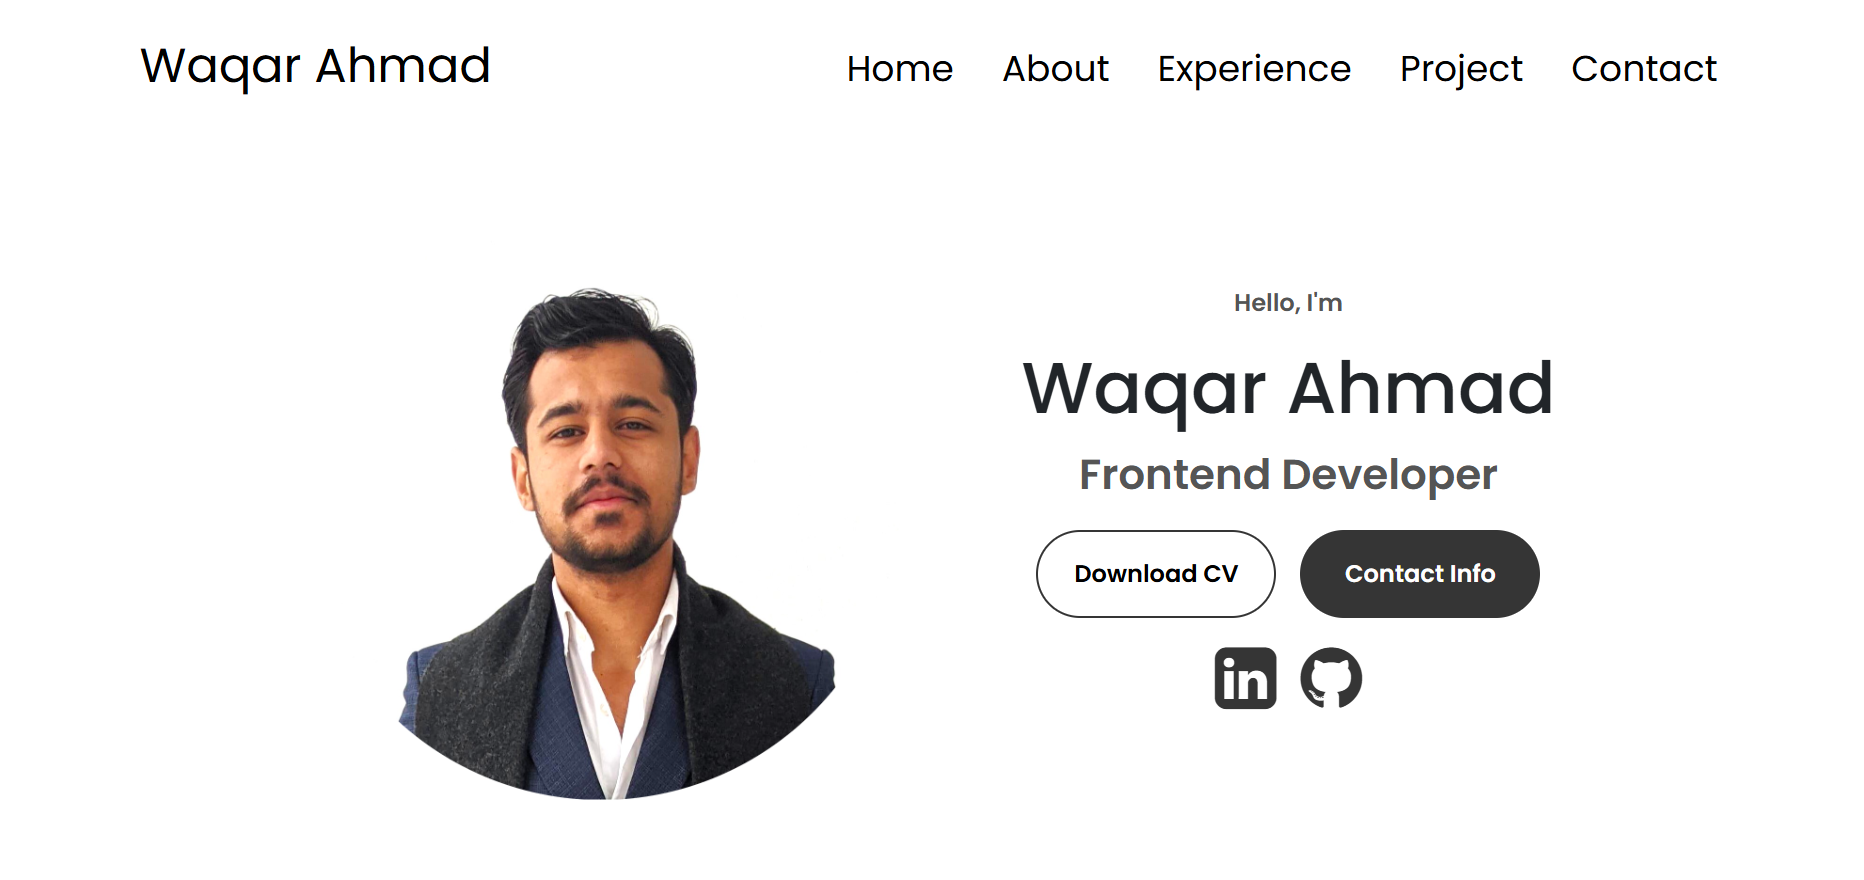 Waqar Ahmad
Home About Experience Project Contact
Hello, I'm
Waqar Ahmad
Frontend Developer
Download CV Contact Info
in